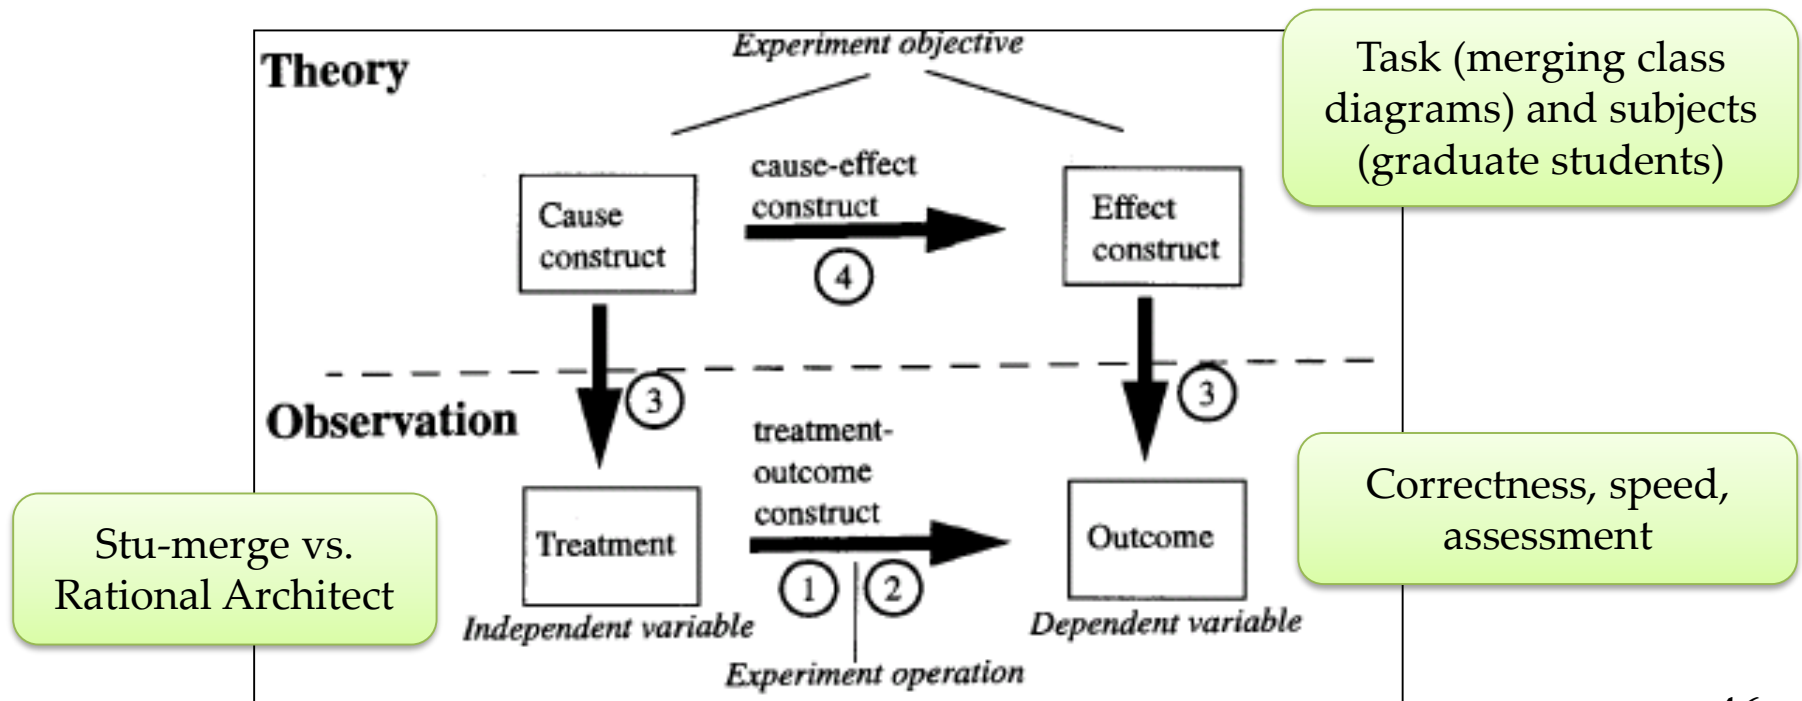 Experiment objective
Theory
Task (merging class
diagrams) and subjects
(graduate students)
cause-effect
construct
Cause
construct
Effect
construct
4
3
3
Observation
treatment-
outcome
construct
Treatment
Outcome
Correctness, speed,
assessment
Stu-merge vs.
Rational Architect
1 2
Independent variable
Dependent variable
Experiment operation